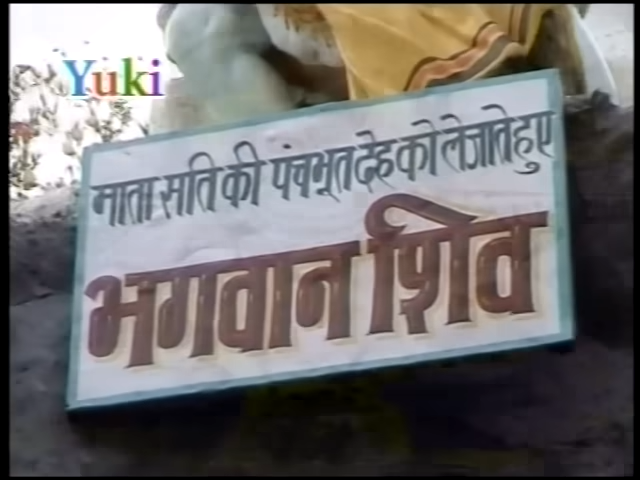 Yuki
माता सति की पंचभूत देह को ले जाते हुए
भगवान शिव